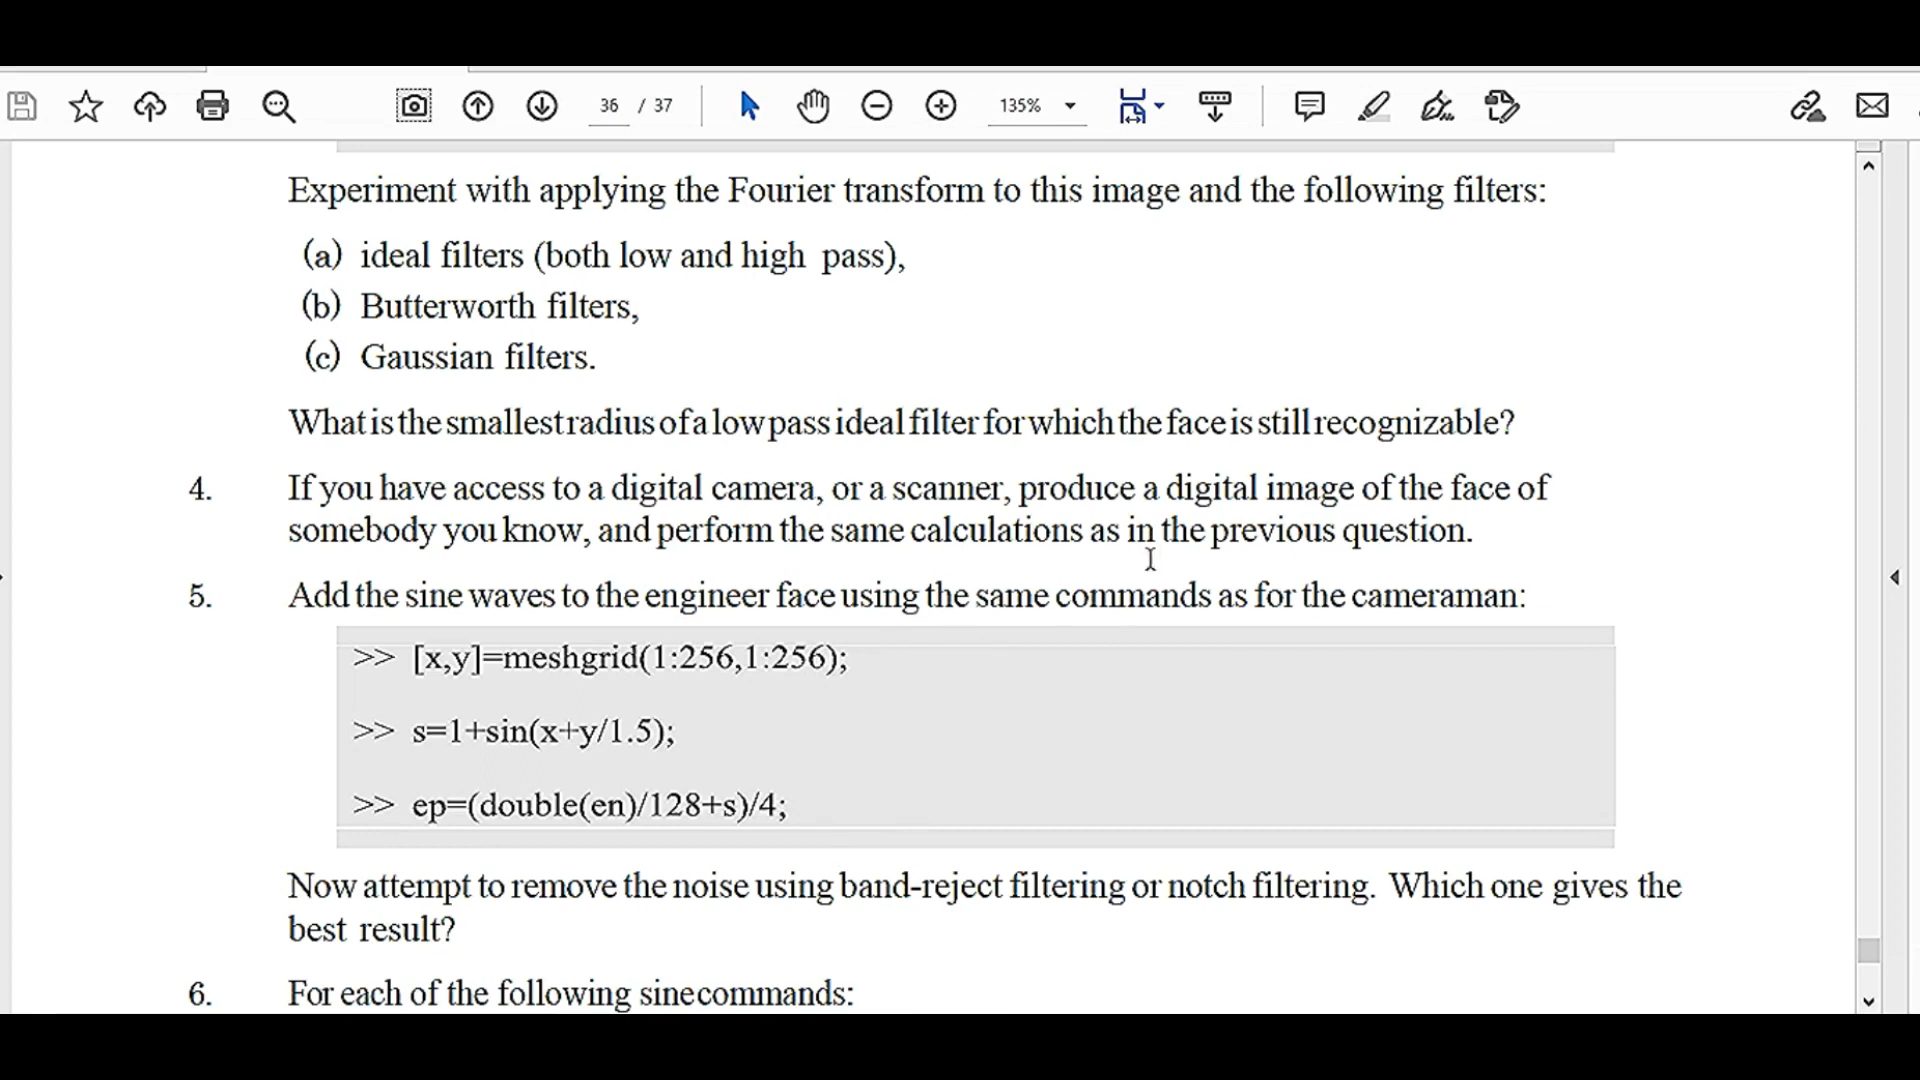 36 / 37
135%
Experiment with applying the Fourier transform to this image and the following filters:
(a) ideal filters (both low and high pass),
(b) Butterworth filters,
(c) Gaussian filters.
What is the smallest radius of a low pass ideal filter for which the face is still recognizable?
4. If you have access to a digital camera, or a scanner, produce a digital image of the face of
somebody you know, and perform the same calculations as in the previous question.
5. Add the sine waves to the engineer face using the same commands as for the cameraman:
>> [x,y]=meshgrid(1:256,1:256);
>> s=1+sin(x+y/1.5);
>> ep=(double(en)/128+s)/4;
Now attempt to remove the noise using band-reject filtering or notch filtering. Which one gives the
best result?
6. For each of the following sine commands: